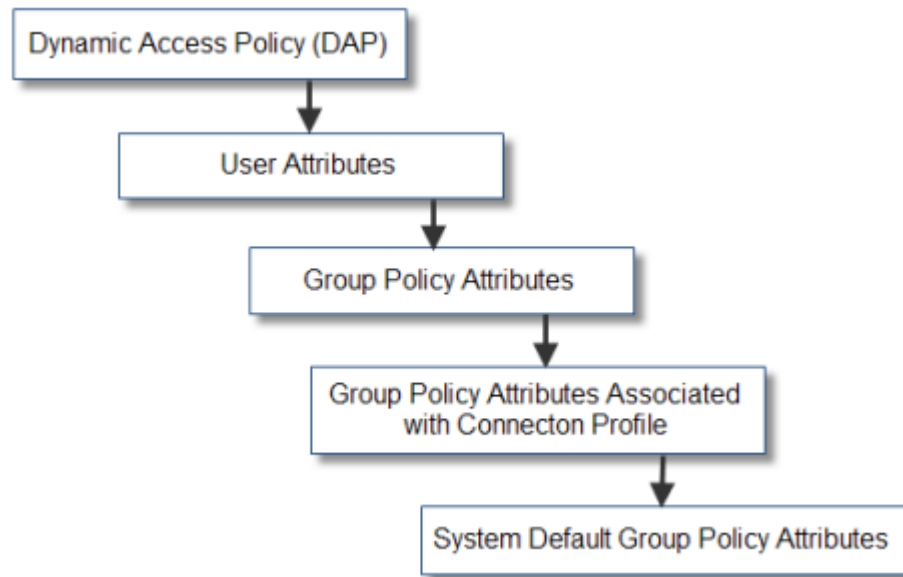 Dynamic Access Policy (DAP)
User Attributes
Group Policy Attributes
Group Policy Attributes Associated
with Connecton Profile
System Default Group Policy Attributes